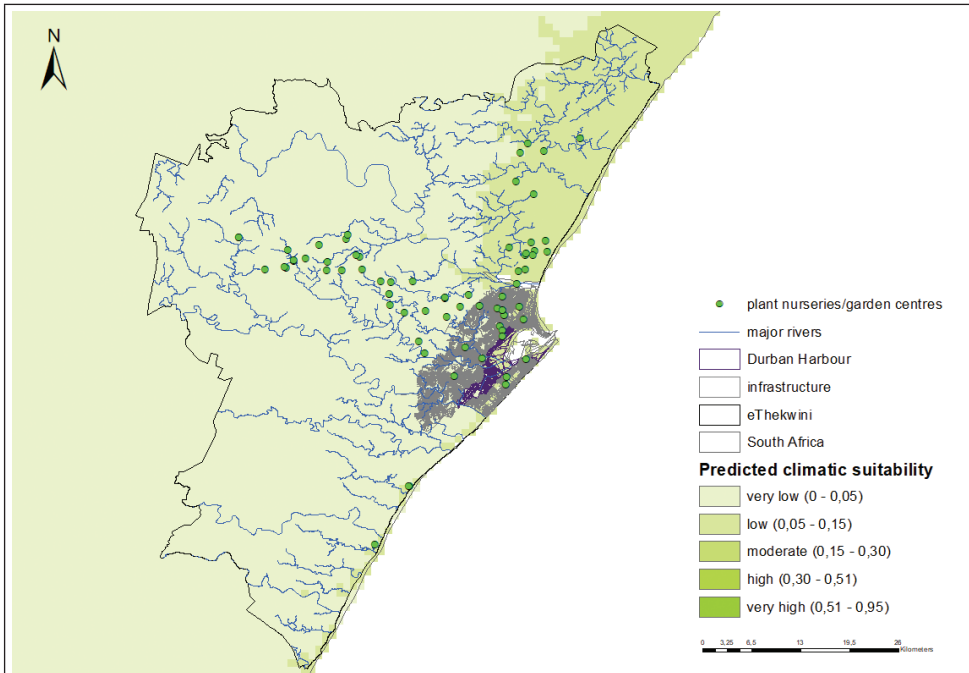 N
plant nurseries/garden centres
major rivers
Durban Harbour
infrastructure
eThekwini
South Africa
Predicted climatic suitability
very low (0 - 0,05)
low (0,05 - 0,15)
moderate (0,15 - 0,30)
high (0,30 - 0,51)
very high (0,51 - 0,95)
0 3,25 6,5 13 19,5 26
Kilometers